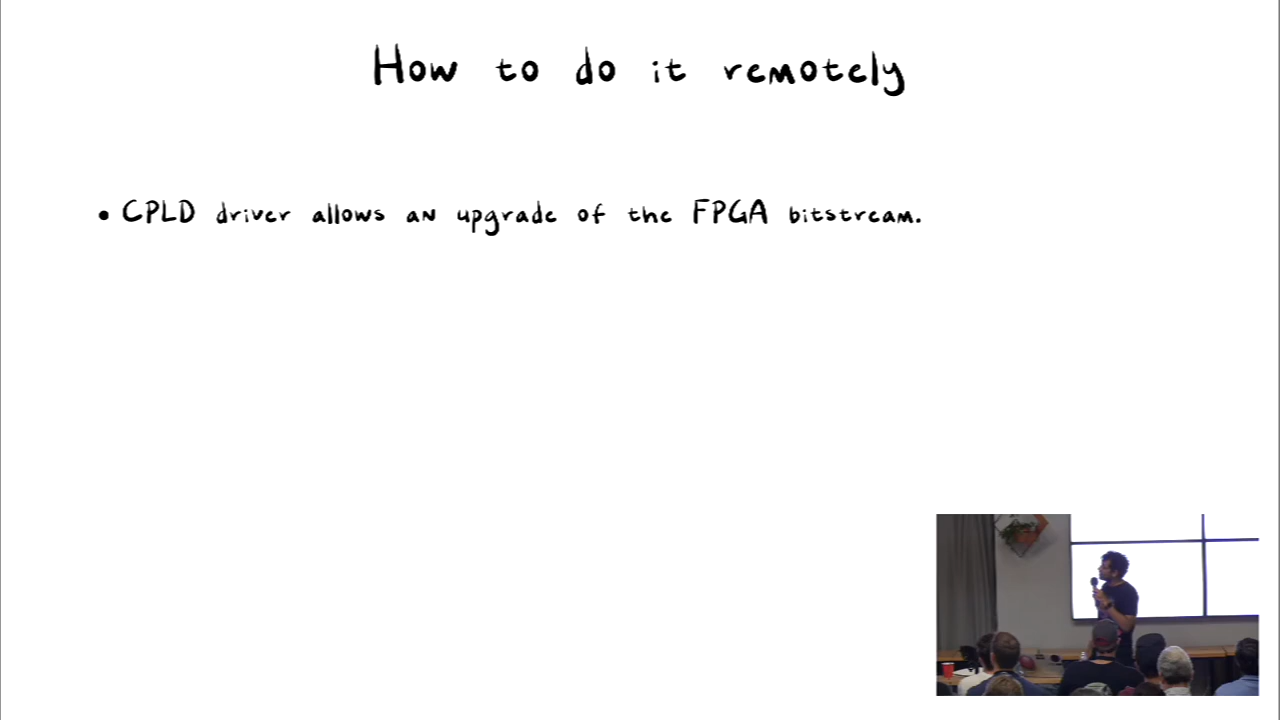 How to do it remotely
• CPLD driver allows an upgrade of the FPGA bitstream.